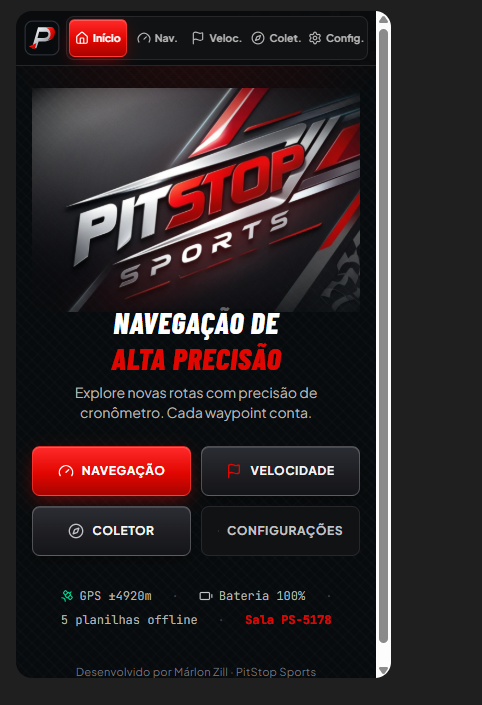 P
Início
Nav.
Veloc.
Colet.
Config.
PITSTOP
SPORTS
NAVEGAÇÃO DE
ALTA PRECISÃO
Explore novas rotas com precisão de
cronômetro. Cada waypoint conta.
NAVEGAÇÃO
VELOCIDADE
COLETOR
CONFIGURAÇÕES
GPS ±4920m · Bateria 100% ·
5 planilhas offline · Sala PS-5178
Desenvolvido por Márlon Zill · PitStop Sports